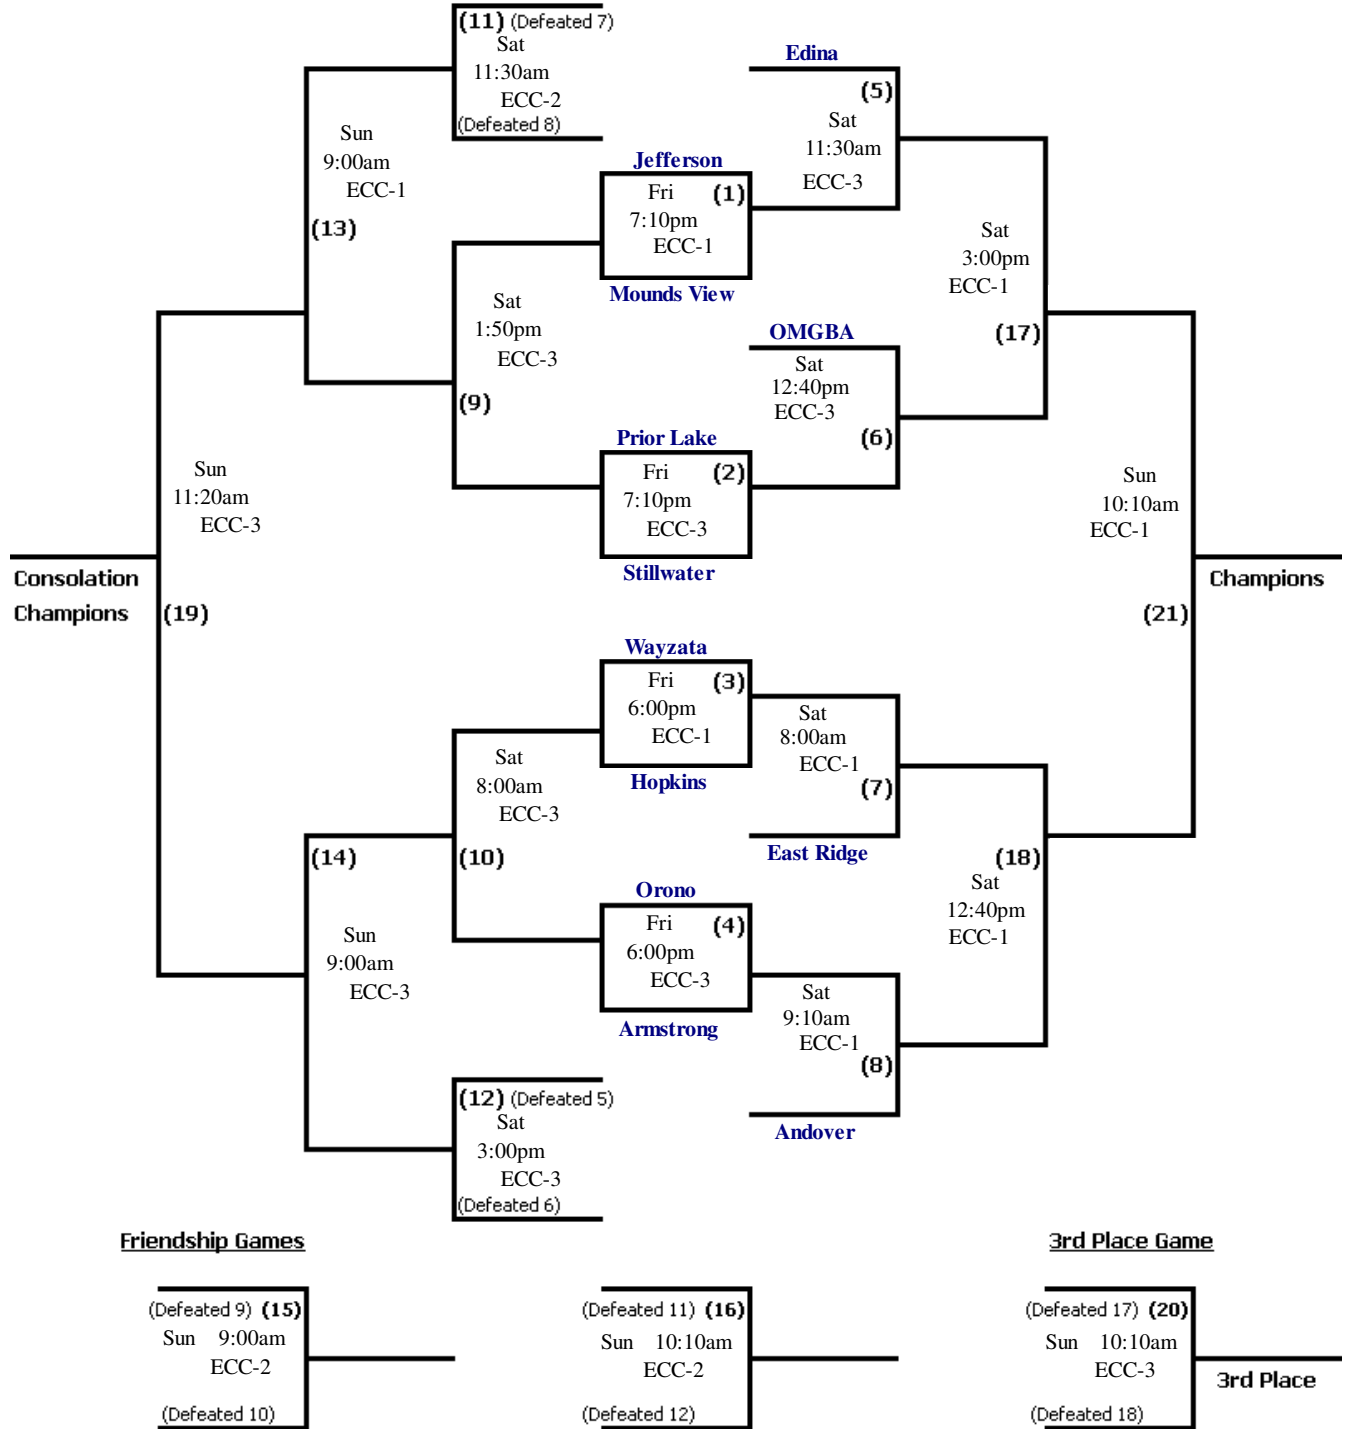 (11) (Defeated 7)
Sat
11:30am
ECC-2
(Defeated 8)
Edina
(5)
Sat
11:30am
ECC-3
Sun
9:00am
ECC-1
(13)
Jefferson
Fri (1)
7:10pm
ECC-1
Mounds View
Sat
3:00pm
ECC-1
(17)
Sat
1:50pm
ECC-3
(9)
OMGBA
Sat
12:40pm
ECC-3
(6)
Prior Lake
Fri (2)
7:10pm
ECC-3
Stillwater
Sun
11:20am
ECC-3
Sun
10:10am
ECC-1
Consolation
Champions
(19)
(21)
Champions
Wayzata
Fri (3)
6:00pm
ECC-1
Hopkins
Sat
8:00am
ECC-1
(7)
East Ridge
Sat
8:00am
ECC-3
(10)
(14)
Sun
9:00am
ECC-3
(18)
Sat
12:40pm
ECC-1
Orono
Fri (4)
6:00pm
ECC-3
Armstrong
Sat
9:10am
ECC-1
(8)
Andover
(12) (Defeated 5)
Sat
3:00pm
ECC-3
(Defeated 6)
Friendship Games
3rd Place Game
(Defeated 9) (15)
Sun 9:00am
ECC-2
(Defeated 10)
(Defeated 11) (16)
Sun 10:10am
ECC-2
(Defeated 12)
(Defeated 17) (20)
Sun 10:10am
ECC-3
(Defeated 18)
3rd Place